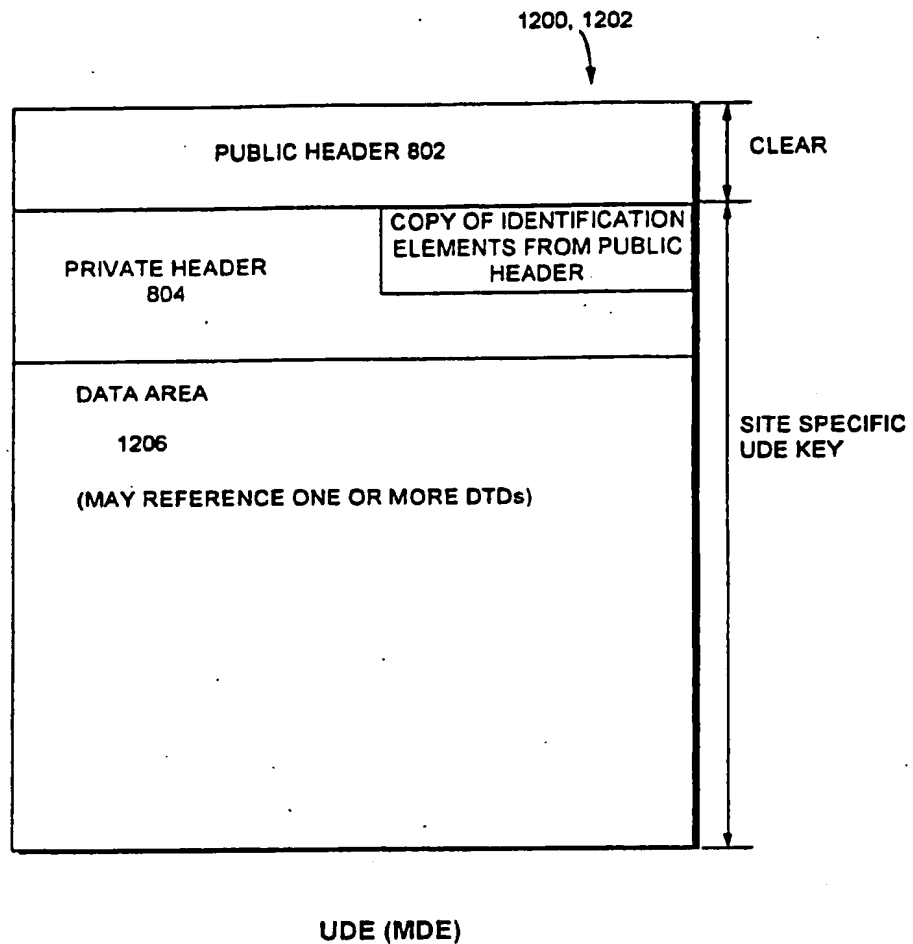 1200, 1202
PUBLIC HEADER 802
CLEAR
COPY OF IDENTIFICATION
ELEMENTS FROM PUBLIC
HEADER
PRIVATE HEADER
804
DATA AREA
1206
(MAY REFERENCE ONE OR MORE DTDs)
SITE SPECIFIC
UDE KEY
UDE (MDE)